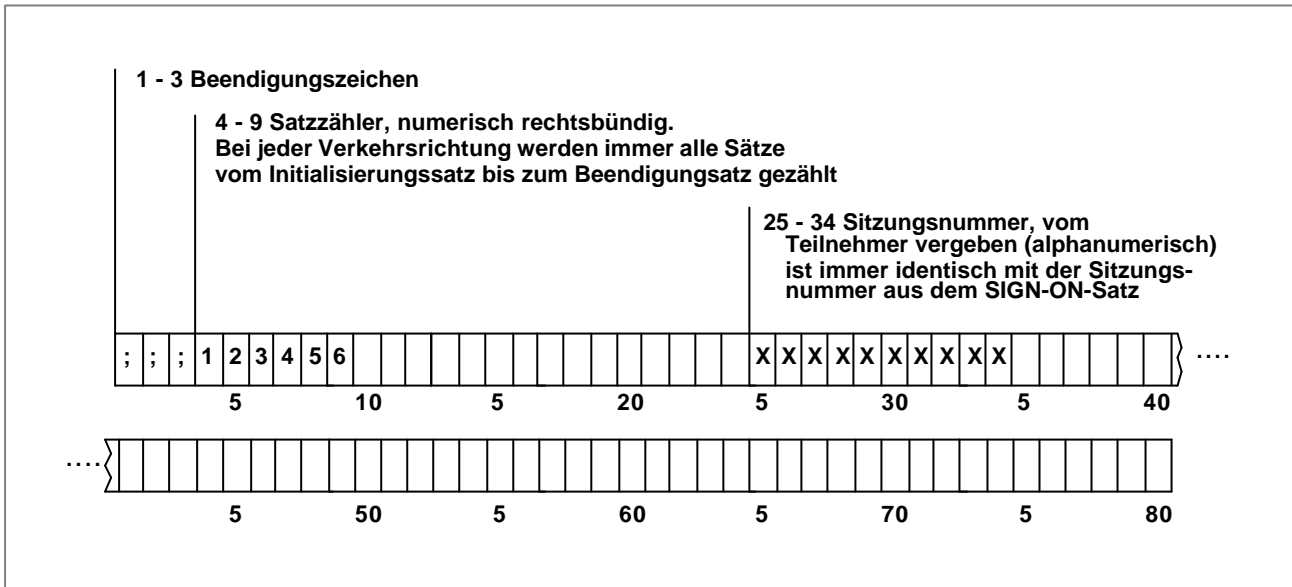 1 - 3 Beendigungszeichen
4 - 9 Satzzähler, numerisch rechtsbündig.
Bei jeder Verkehrsrichtung werden immer alle Sätze
vom Initialisierungssatz bis zum Beendigungsatz gezählt
25 - 34 Sitzungsnummer, vom
Teilnehmer vergeben (alphanumerisch)
ist immer identisch mit der Sitzungs-
nummer aus dem SIGN-ON-Satz
; ; ; 1 2 3 4 5 6 X X X X X X X X X X ....
5 10 5 20 5 30 5 40
....
5 50 5 60 5 70 5 80